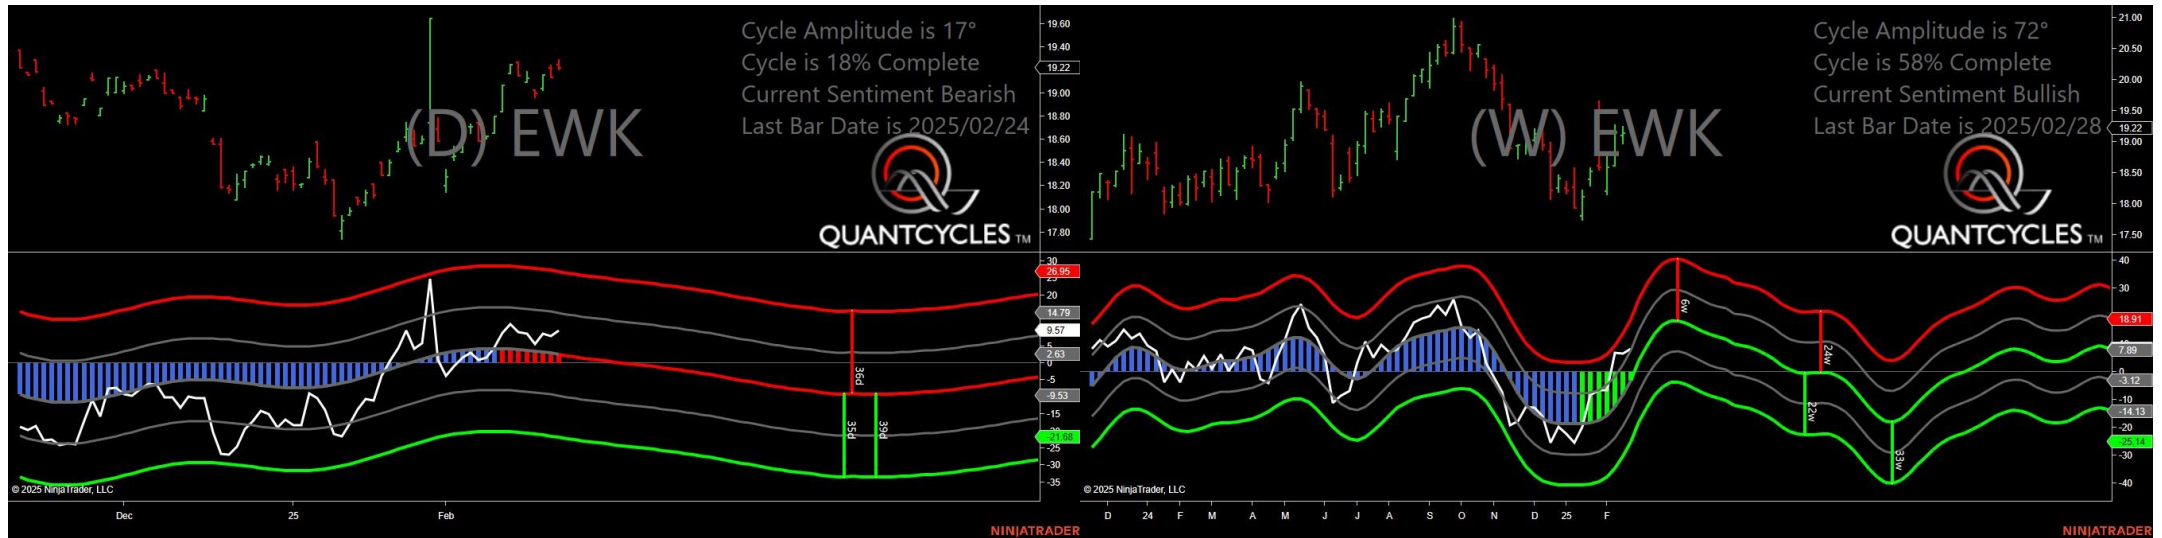 Cycle Amplitude is 17°
Cycle is 18% Complete
Current Sentiment Bearish
Last Bar Date is 2025/02/24
(D) EWK
QUANTCYCLES TM
19.60
19.40
19.22
19.00
18.80
18.60
18.40
18.20
18.00
17.80
30
26.95
20
14.79
9.57
5
2.63
-5
-9.53
-15
-21.68
-25
-30
-35
36d
35d
39d
© 2025 NinjaTrader, LLC
Dec
25
Feb
NINJATRADER
Cycle Amplitude is 72°
Cycle is 58% Complete
Current Sentiment Bullish
Last Bar Date is 2025/02/28
(W) EWK
QUANTCYCLES TM
21.00
20.50
20.00
19.50
19.22
19.00
18.50
18.00
17.50
40
30
18.91
7.89
0
-3.12
-10
-14.13
-20
-25.14
-30
-40
6w
24w
22w
33w
© 2025 NinjaTrader, LLC
D 24 F M A M J J A S O N D 25 F
NINJATRADER